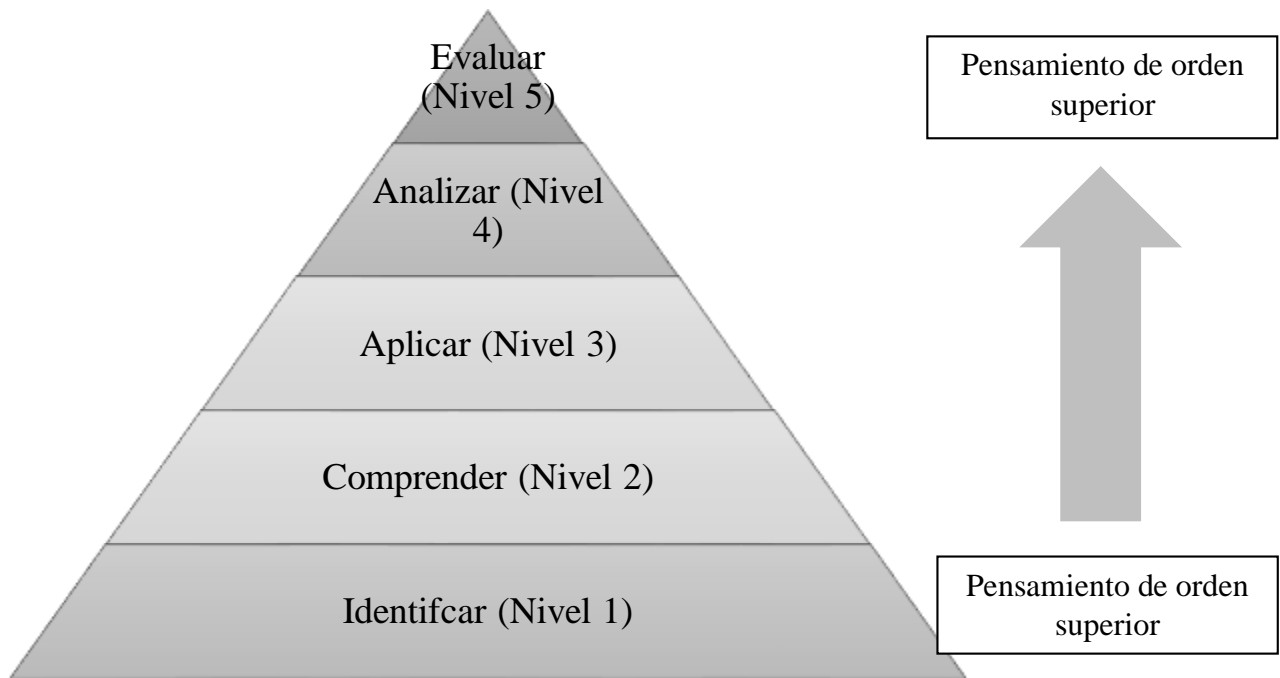 Evaluar
(Nivel 5)
Analizar (Nivel
4)
Aplicar (Nivel 3)
Comprender (Nivel 2)
Identifcar (Nivel 1)
Pensamiento de orden
superior
Pensamiento de orden
superior